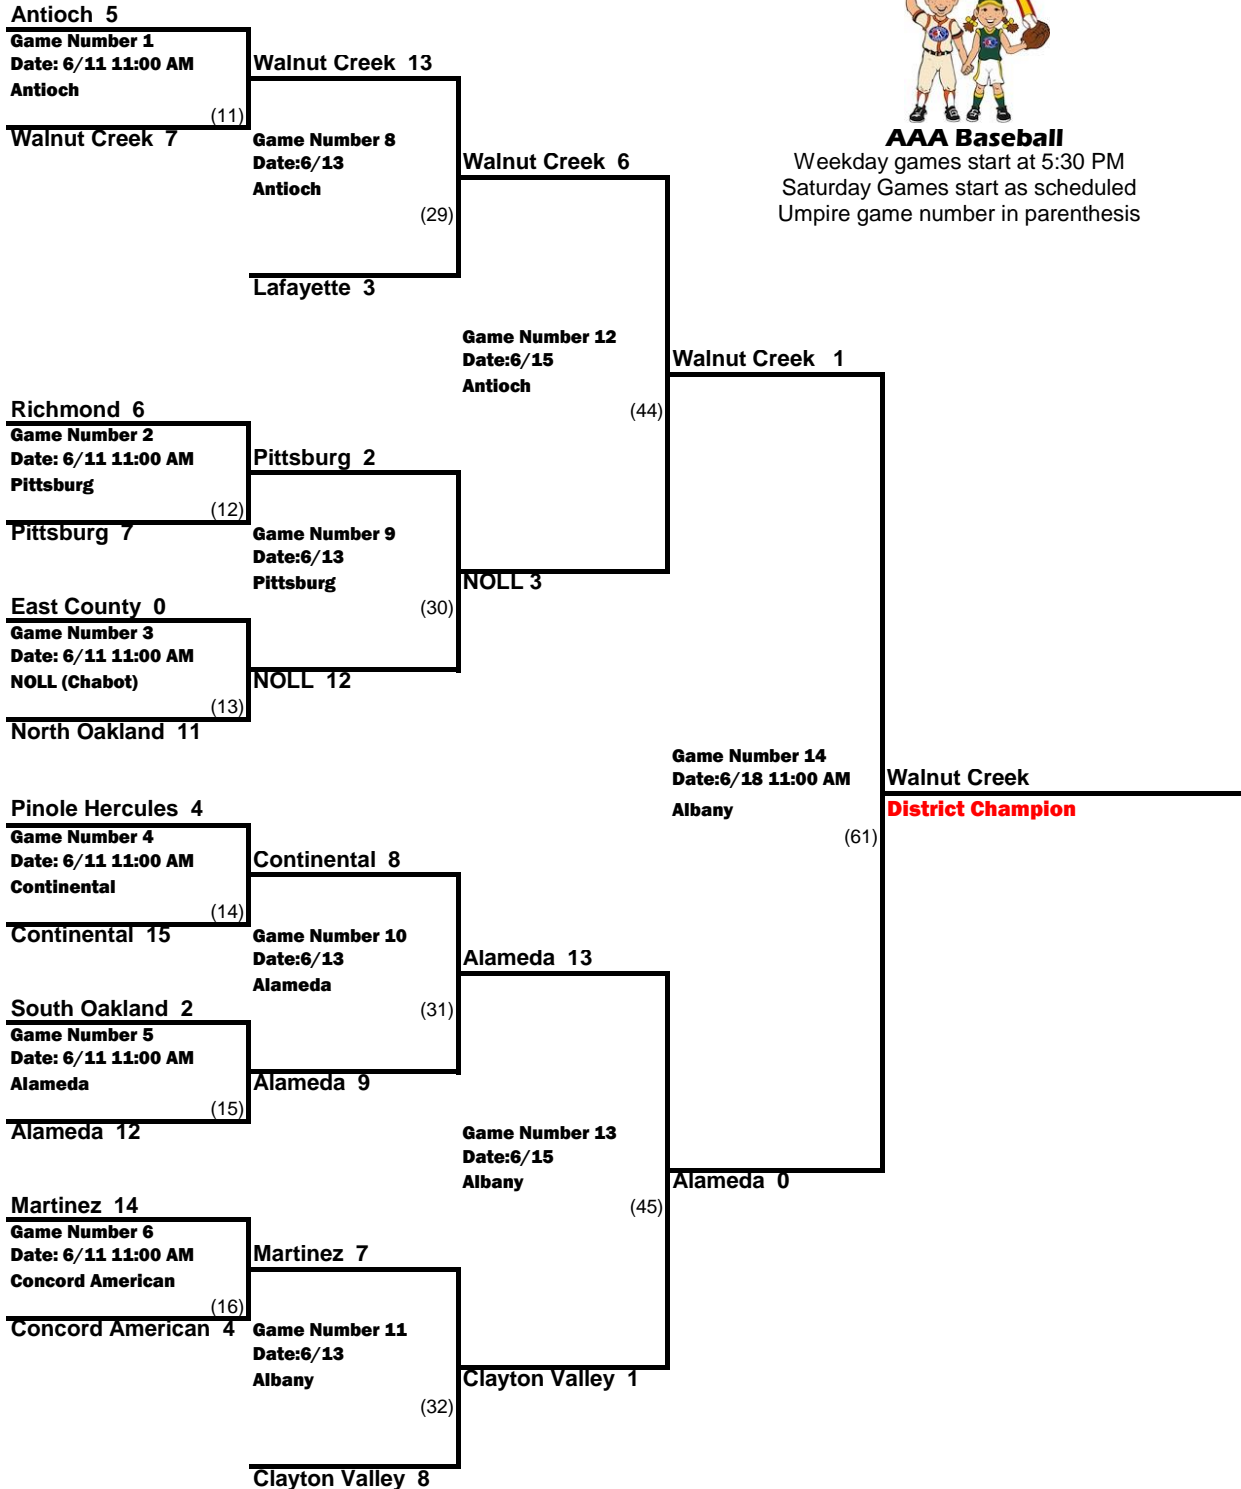 Antioch 5
Game Number 1
Date: 6/11 11:00 AM
Antioch
(11)
Walnut Creek 7
Walnut Creek 13
Game Number 8
Date:6/13
Antioch
(29)
Lafayette 3
Walnut Creek 6
AAA Baseball
Weekday games start at 5:30 PM
Saturday Games start as scheduled
Umpire game number in parenthesis
Game Number 12
Date:6/15
Antioch
(44)
Walnut Creek 1
Richmond 6
Game Number 2
Date: 6/11 11:00 AM
Pittsburg
(12)
Pittsburg 7
Pittsburg 2
Game Number 9
Date:6/13
Pittsburg
(30)
NOLL 3
East County 0
Game Number 3
Date: 6/11 11:00 AM
NOLL (Chabot)
(13)
North Oakland 11
NOLL 12
Game Number 14
Date:6/18 11:00 AM
Albany
(61)
Walnut Creek
District Champion
Pinole Hercules 4
Game Number 4
Date: 6/11 11:00 AM
Continental
(14)
Continental 15
Continental 8
Game Number 10
Date:6/13
Alameda
(31)
Alameda 13
South Oakland 2
Game Number 5
Date: 6/11 11:00 AM
Alameda
(15)
Alameda 12
Alameda 9
Game Number 13
Date:6/15
Albany
(45)
Alameda 0
Martinez 14
Game Number 6
Date: 6/11 11:00 AM
Concord American
(16)
Concord American 4
Martinez 7
Game Number 11
Date:6/13
Albany
(32)
Clayton Valley 1
Clayton Valley 8